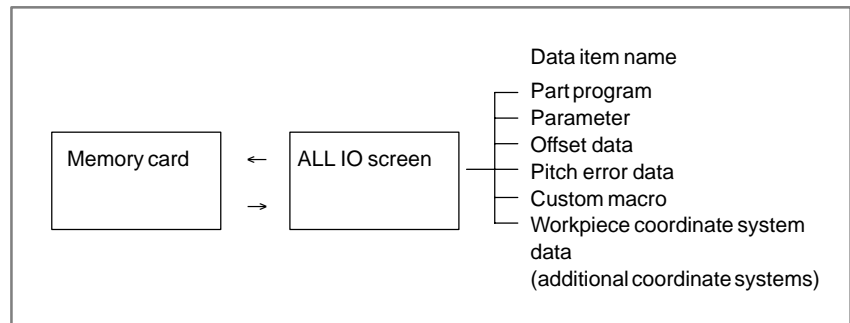 Data item name
Part program
Parameter
Offset data
Pitch error data
Custom macro
Workpiece coordinate system
data
(additional coordinate systems)
Memory card
←
→
ALL IO screen